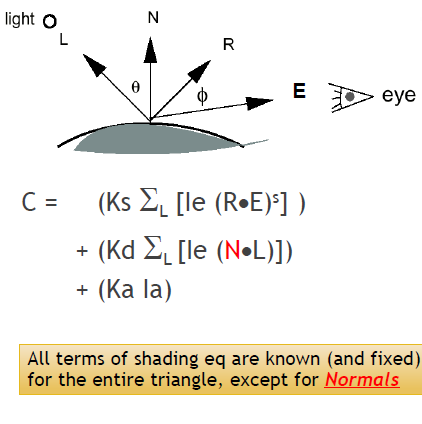 light
N
L
R
θ
ϕ
E
eye
C = (Ks Σ_L [Ie (R•E)ˢ] )
+ (Kd Σ_L [Ie (N•L)])
+ (Ka Ia)
All terms of shading eq are known (and fixed)
for the entire triangle, except for Normals